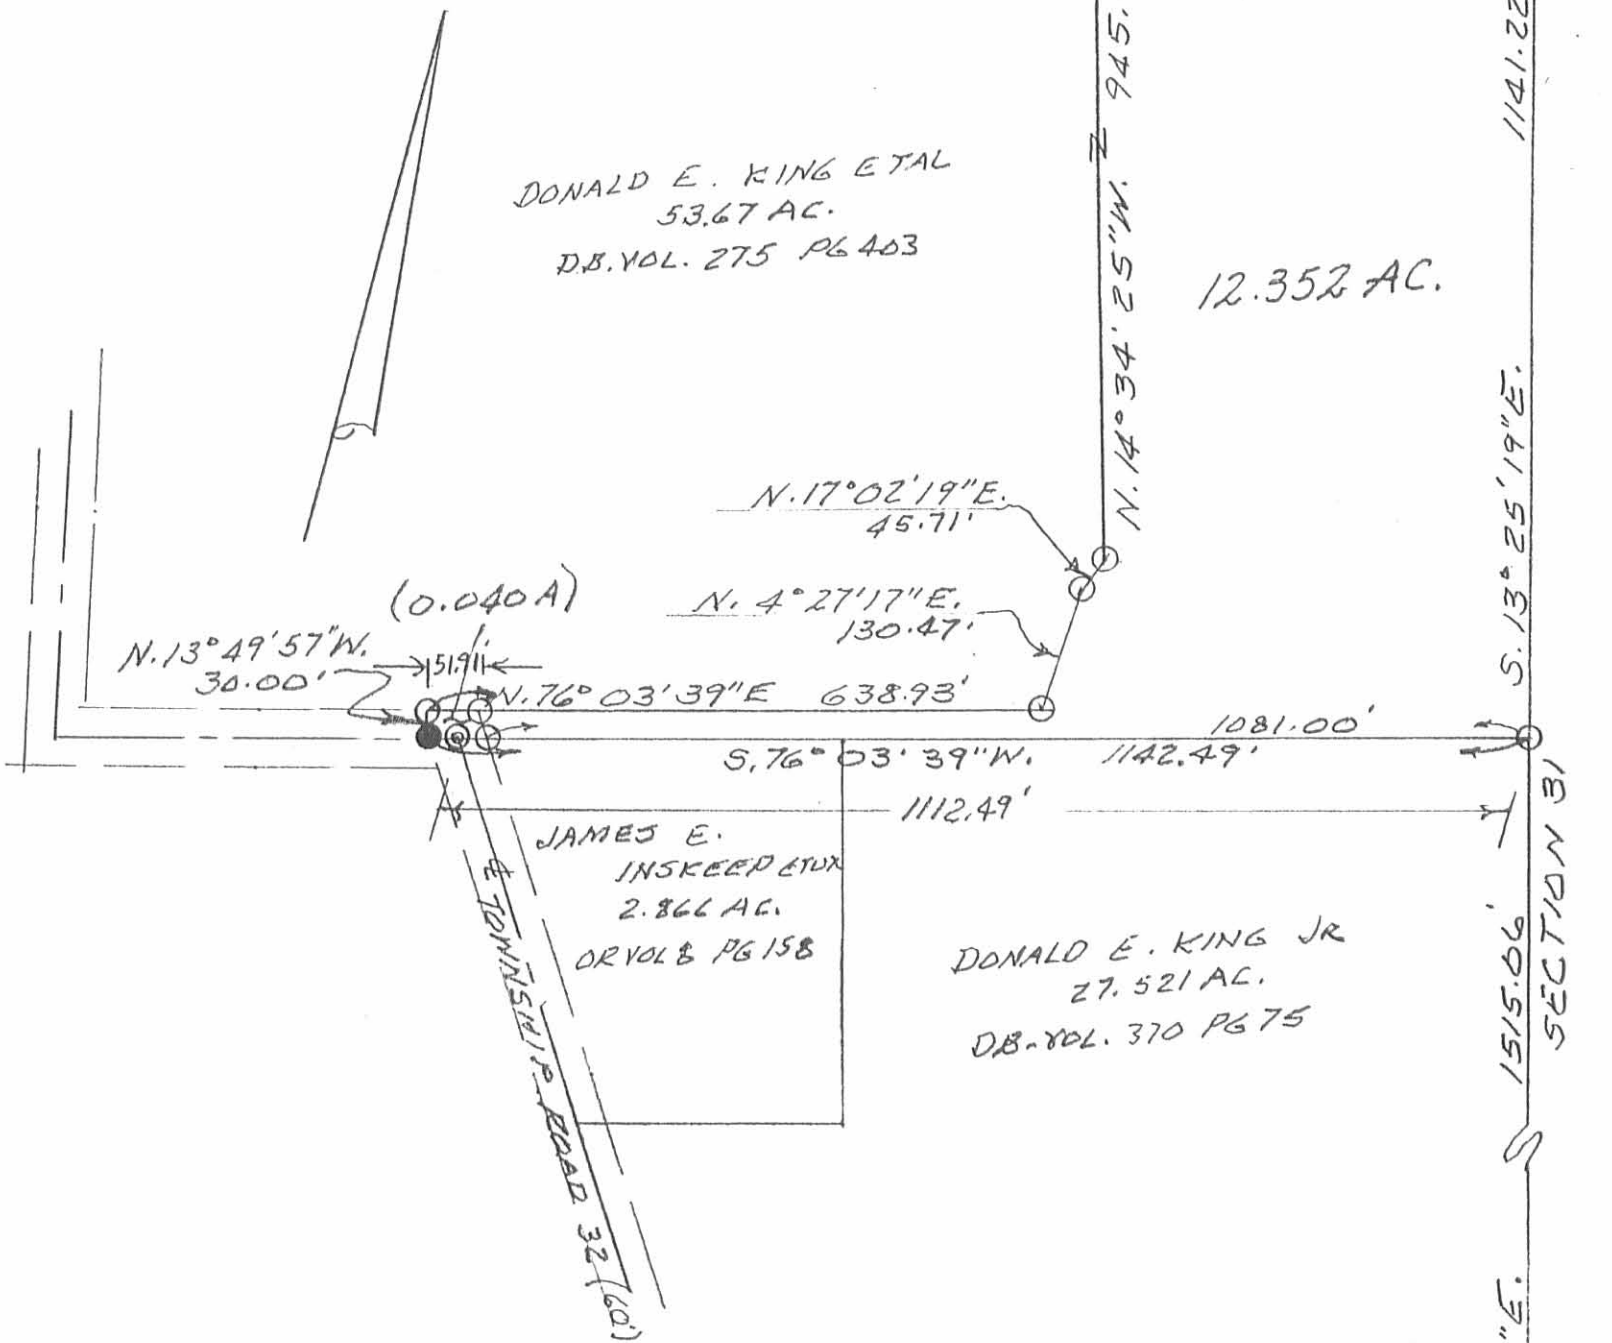 945.
1141.22
DONALD E. KING ETAL
53.67 AC.
DB. VOL. 275 PG 403
N. 14° 34' 25" W.
12.352 AC.
S. 13° 25' 19" E.
N. 17° 02' 19" E.
45.71'
(0.040 A)
N. 4° 27' 17" E.
130.47'
N. 13° 49' 57" W.
30.00'
51.91'
N. 76° 03' 39" E 638.93'
1081.00'
S. 76° 03' 39" W. 1142.49'
1112.49'
JAMES E.
INSKEEP ETUX
2.866 AC.
OR VOL 8 PG 158
DONALD E. KING JR
27.521 AC.
DB. VOL. 370 PG 75
℄ TOWNSHIP ROAD 32 (60')
1515.06'
SECTION 31
"E.